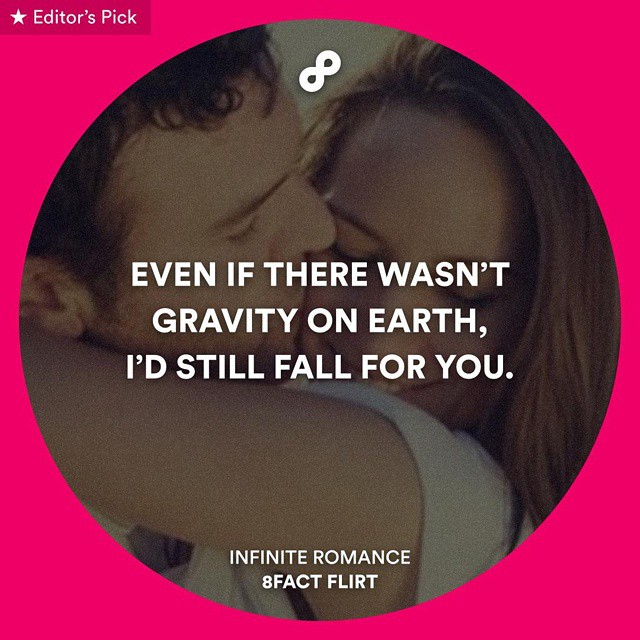 ★ Editor's Pick
EVEN IF THERE WASN'T
GRAVITY ON EARTH,
I'D STILL FALL FOR YOU.
INFINITE ROMANCE
8FACT FLIRT